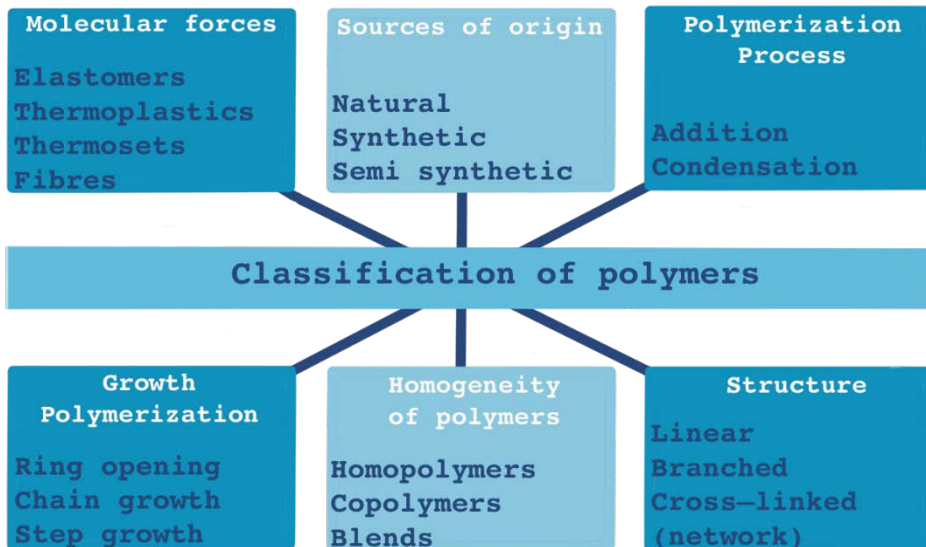 Molecular forces
Elastomers
Thermoplastics
Thermosets
Fibres
Sources of origin
Natural
Synthetic
Semi synthetic
Polymerization
Process
Addition
Condensation
Classification of polymers
Growth
Polymerization
Ring opening
Chain growth
Step growth
Homogeneity
of polymers
Homopolymers
Copolymers
Blends
Structure
Linear
Branched
Cross—linked
(network)